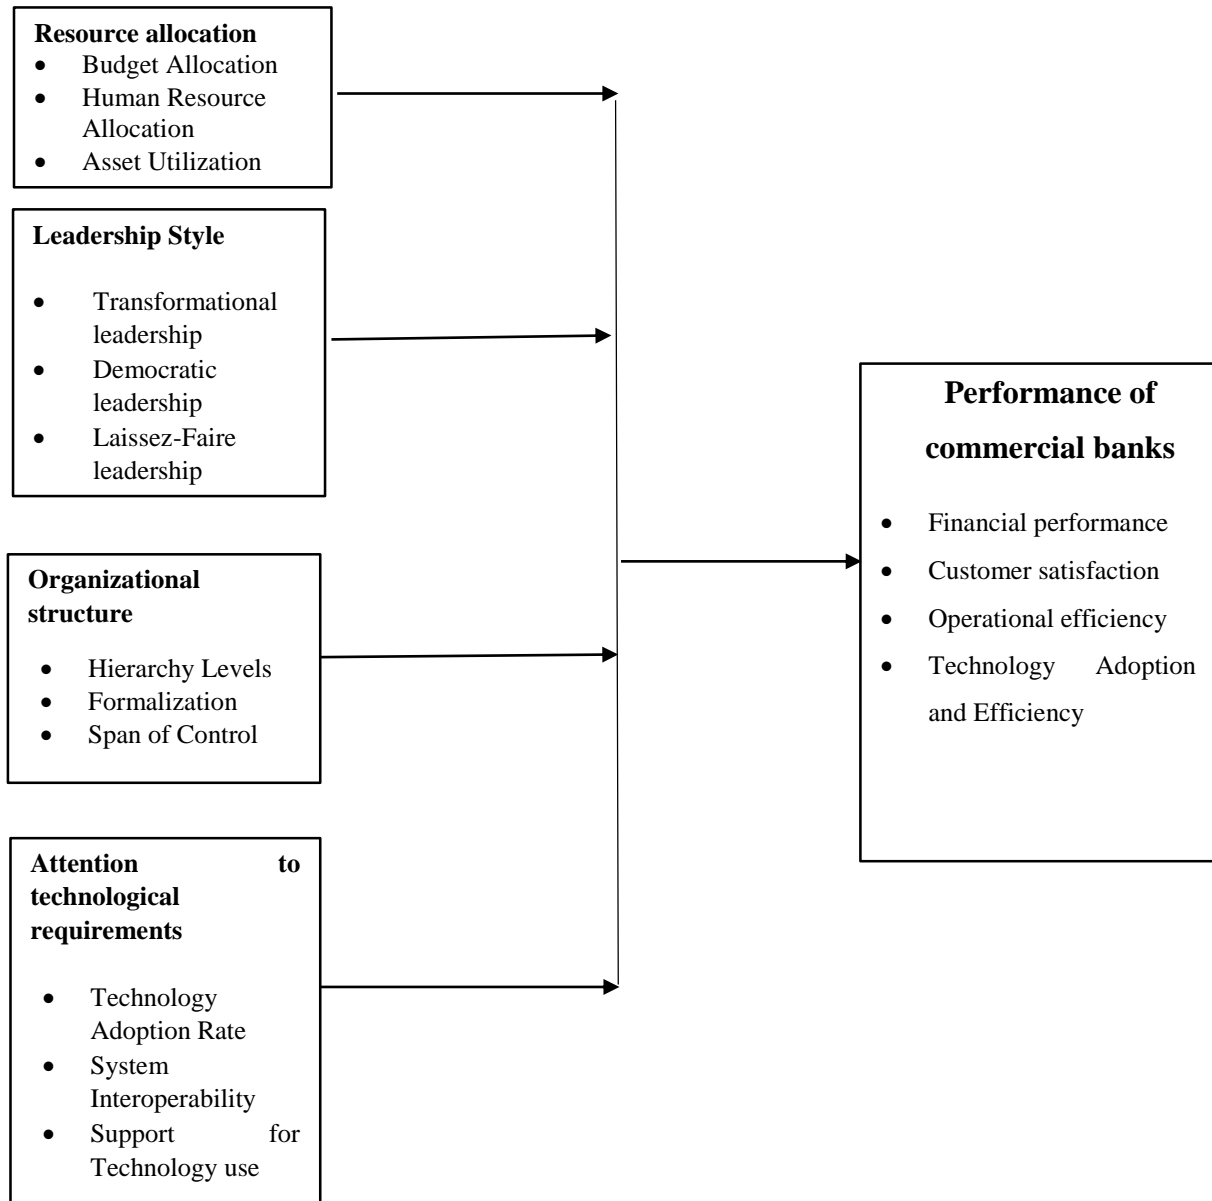 Resource allocation
• Budget Allocation
• Human Resource
Allocation
• Asset Utilization
Leadership Style
• Transformational
leadership
• Democratic
leadership
• Laissez-Faire
leadership
Organizational
structure
• Hierarchy Levels
• Formalization
• Span of Control
Attention to
technological
requirements
• Technology
Adoption Rate
• System
Interoperability
• Support for
Technology use
Performance of
commercial banks
• Financial performance
• Customer satisfaction
• Operational efficiency
• Technology Adoption
and Efficiency